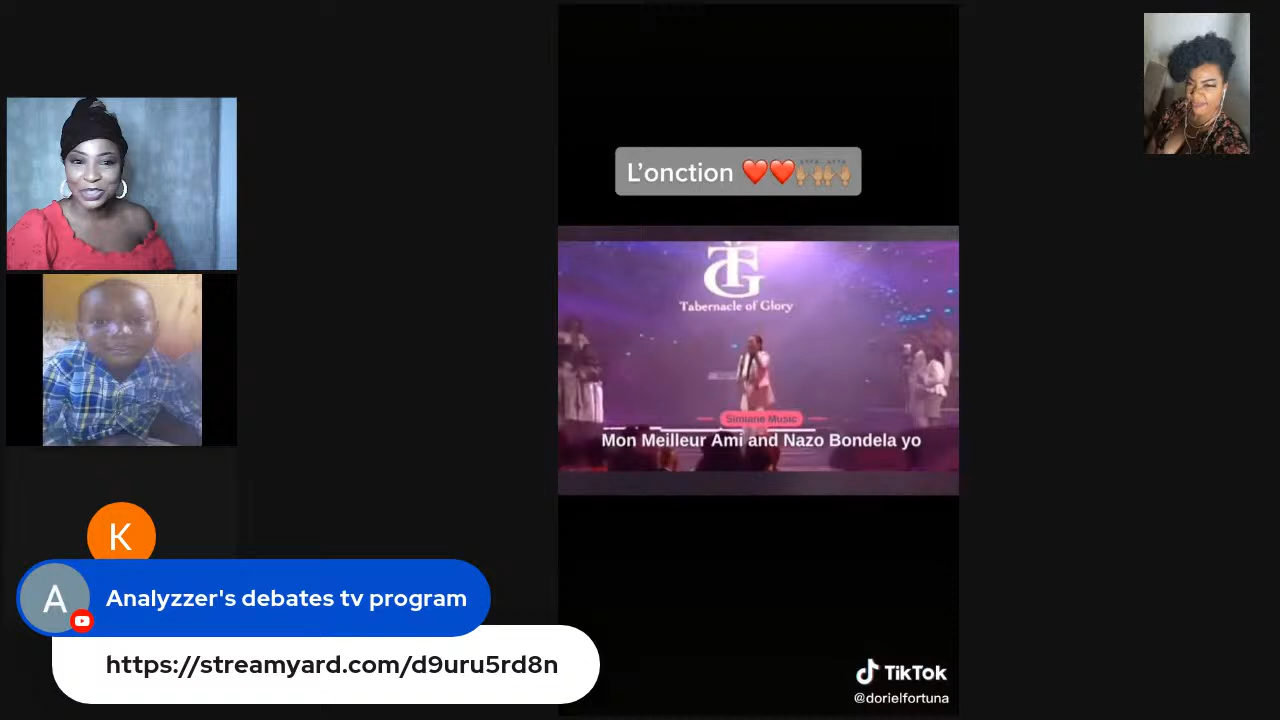 L'onction ❤️❤️🙌🏽🙌🏽
TG
Tabernacle of Glory
Simiane Music
Mon Meilleur Ami and Nazo Bondela yo
K
A
Analyzzer's debates tv program
https://streamyard.com/d9uru5rd8n
TikTok
@dorielfortuna